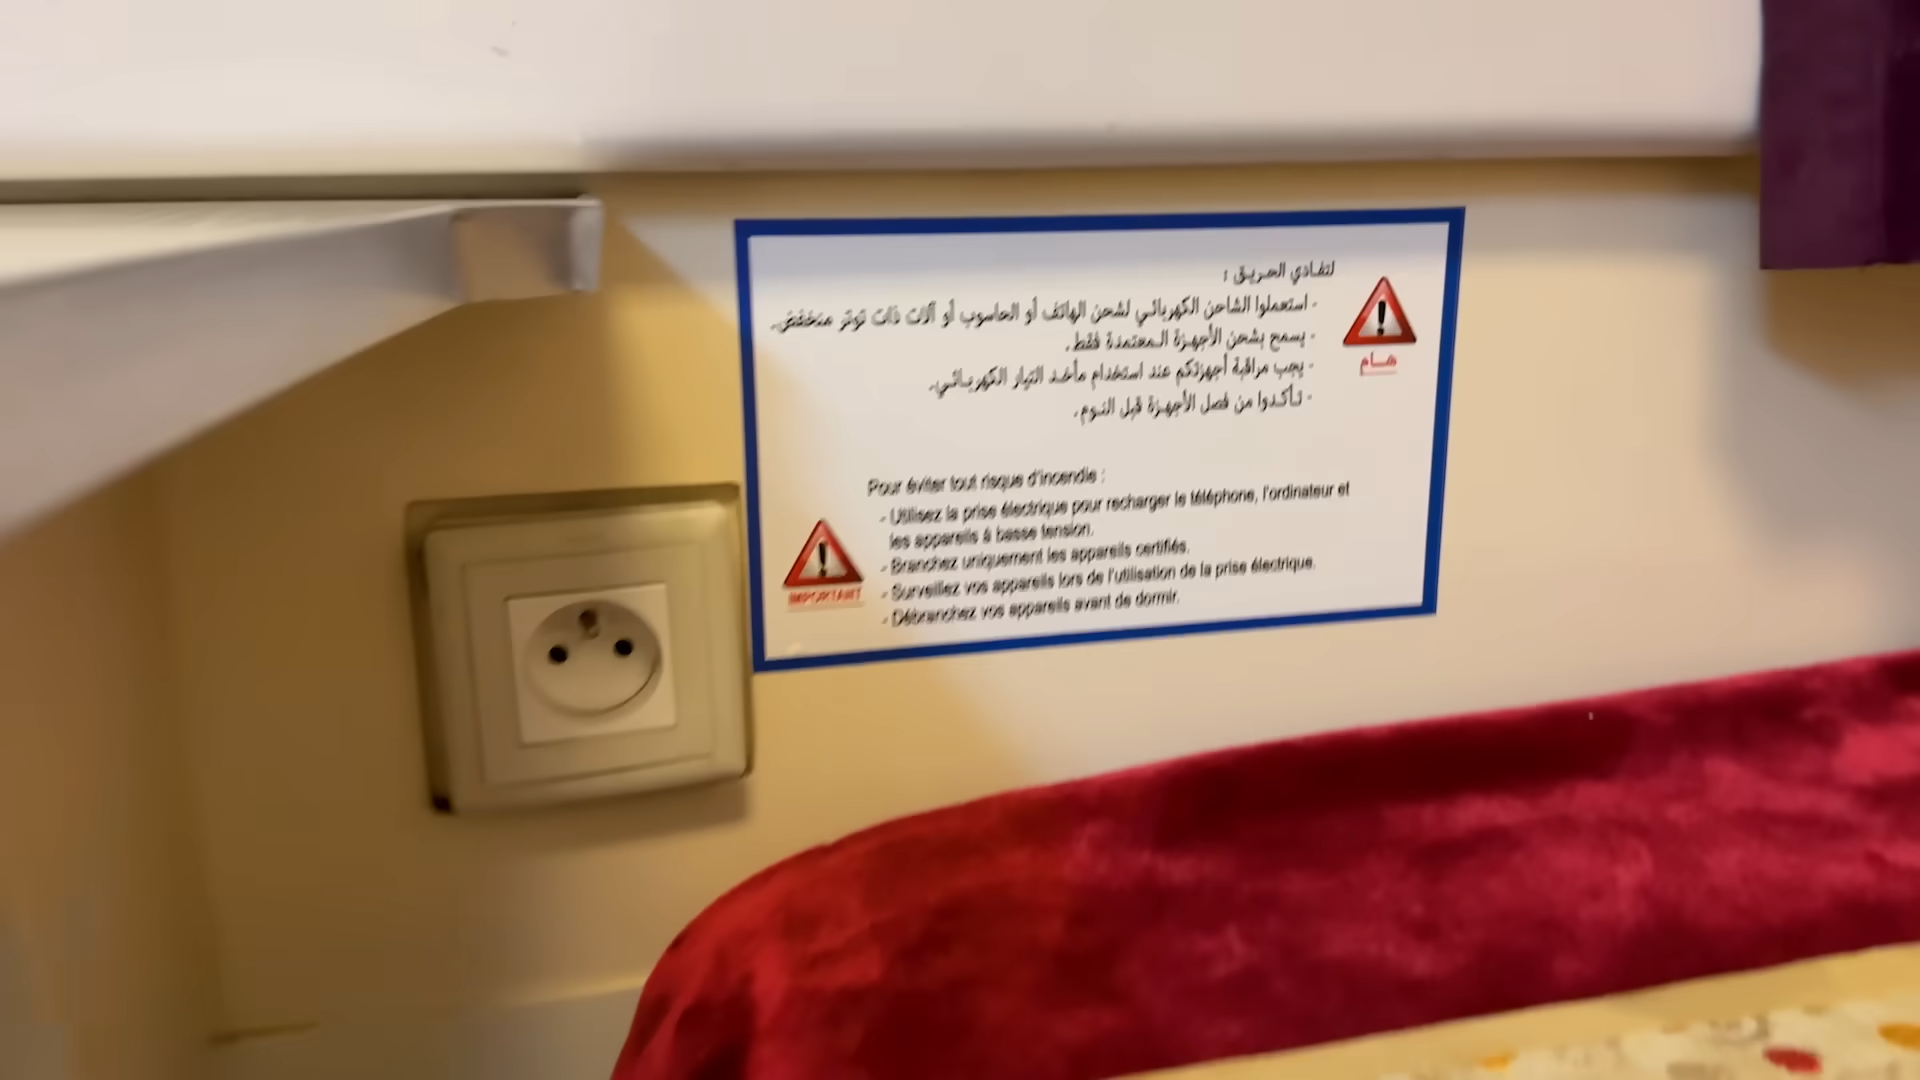 لتفادي الحريق :
- استعملوا الشاحن الكهربائي لشحن الهاتف أو الحاسوب أو آلات ذات توتر منخفض.
- يسمح بشحن الأجهزة المعتمدة فقط.
- يجب مراقبة أجهزتكم عند استخدام مأخذ التيار الكهربائي.
- تأكدوا من فصل الأجهزة قبل النوم.
هام
Pour éviter tout risque d'incendie :
- Utilisez la prise électrique pour recharger le téléphone, l'ordinateur et
les appareils à basse tension.
- Branchez uniquement les appareils certifiés.
- Surveillez vos appareils lors de l'utilisation de la prise électrique.
- Débranchez vos appareils avant de dormir.
IMPORTANT